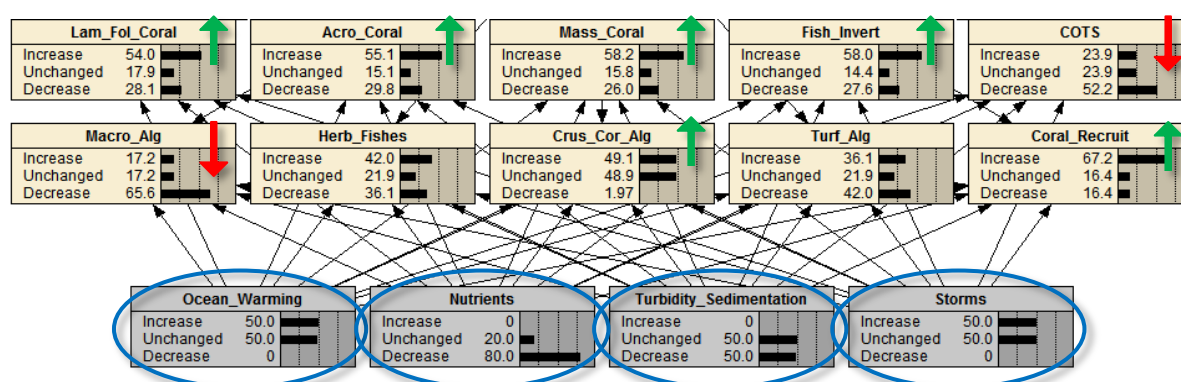 Lam_Fol_Coral
Increase 54.0
Unchanged 17.9
Decrease 28.1
Acro_Coral
Increase 55.1
Unchanged 15.1
Decrease 29.8
Mass_Coral
Increase 58.2
Unchanged 15.8
Decrease 26.0
Fish_Invert
Increase 58.0
Unchanged 14.4
Decrease 27.6
COTS
Increase 23.9
Unchanged 23.9
Decrease 52.2
Macro_Alg
Increase 17.2
Unchanged 17.2
Decrease 65.6
Herb_Fishes
Increase 42.0
Unchanged 21.9
Decrease 36.1
Crus_Cor_Alg
Increase 49.1
Unchanged 48.9
Decrease 1.97
Turf_Alg
Increase 36.1
Unchanged 21.9
Decrease 42.0
Coral_Recruit
Increase 67.2
Unchanged 16.4
Decrease 16.4
Ocean_Warming
Increase 50.0
Unchanged 50.0
Decrease 0
Nutrients
Increase 0
Unchanged 20.0
Decrease 80.0
Turbidity_Sedimentation
Increase 0
Unchanged 50.0
Decrease 50.0
Storms
Increase 50.0
Unchanged 50.0
Decrease 0